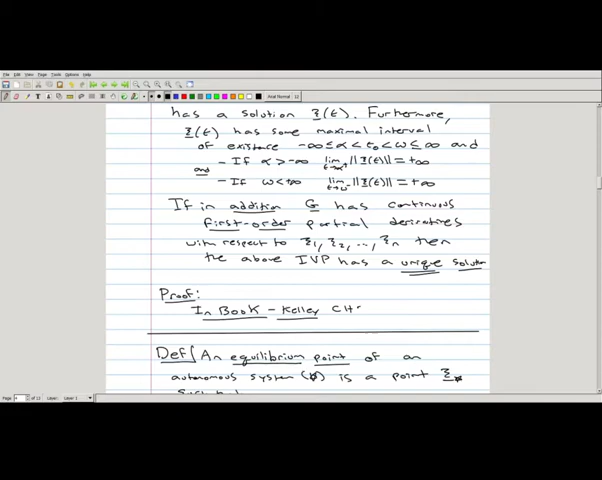 File Edit View Page Tools Options Help
has a solution ξ(t). Furthermore,
ξ(t) has some maximal interval
of existence -∞≤α<t₀<ω≤∞ and
- If α>-∞ lim t→α⁺ ||ξ(t)||=+∞
and
- If ω<+∞ lim t→ω⁻ ||ξ(t)||=+∞
If in addition G has continuous
first-order partial derivatives
with respect to ξ₁, ξ₂, ..., ξn then
the above IVP has a unique solution
Proof:
In Book - Kelley CH
Def An equilibrium point of an
autonomous system (*) is a point ξ*
Page
of 13
Layer
Layer 1